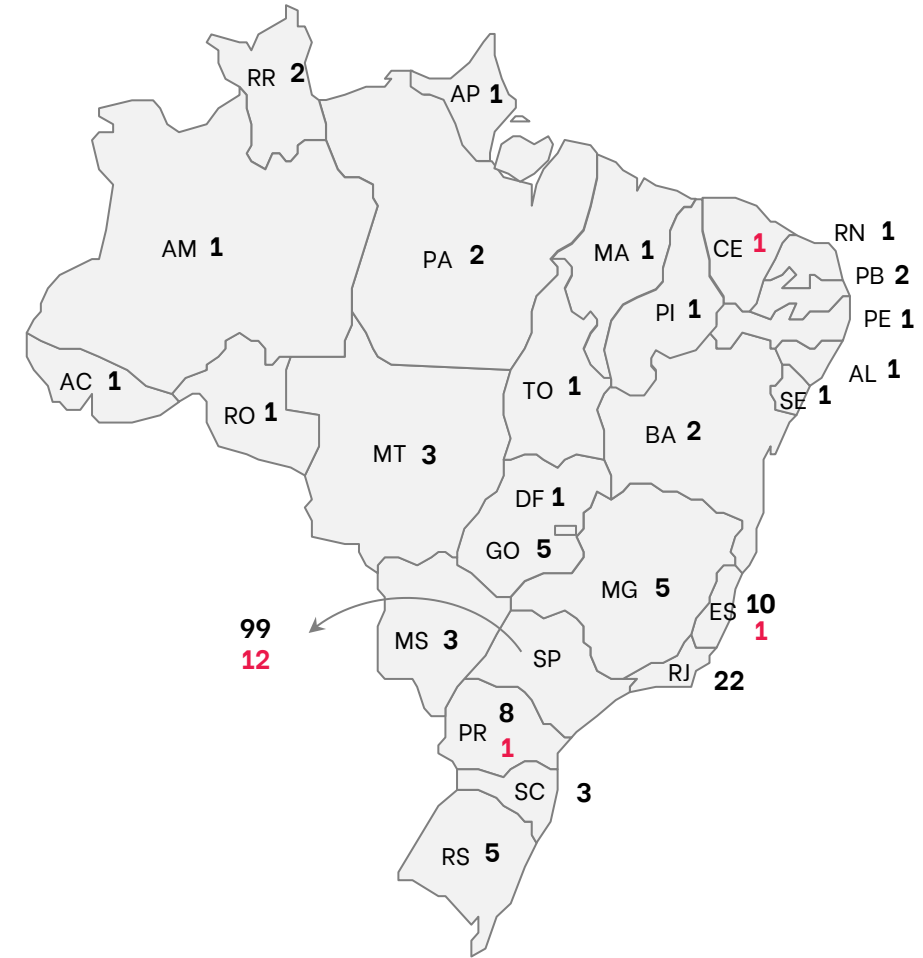 RR 2
AP 1
AM 1
PA 2
MA 1
CE 1
RN 1
PB 2
PI 1
PE 1
AC 1
RO 1
TO 1
AL 1
SE 1
BA 2
MT 3
DF 1
GO 5
MG 5
ES 10
1
99
12
MS 3
SP
RJ 22
PR 8
1
SC 3
RS 5